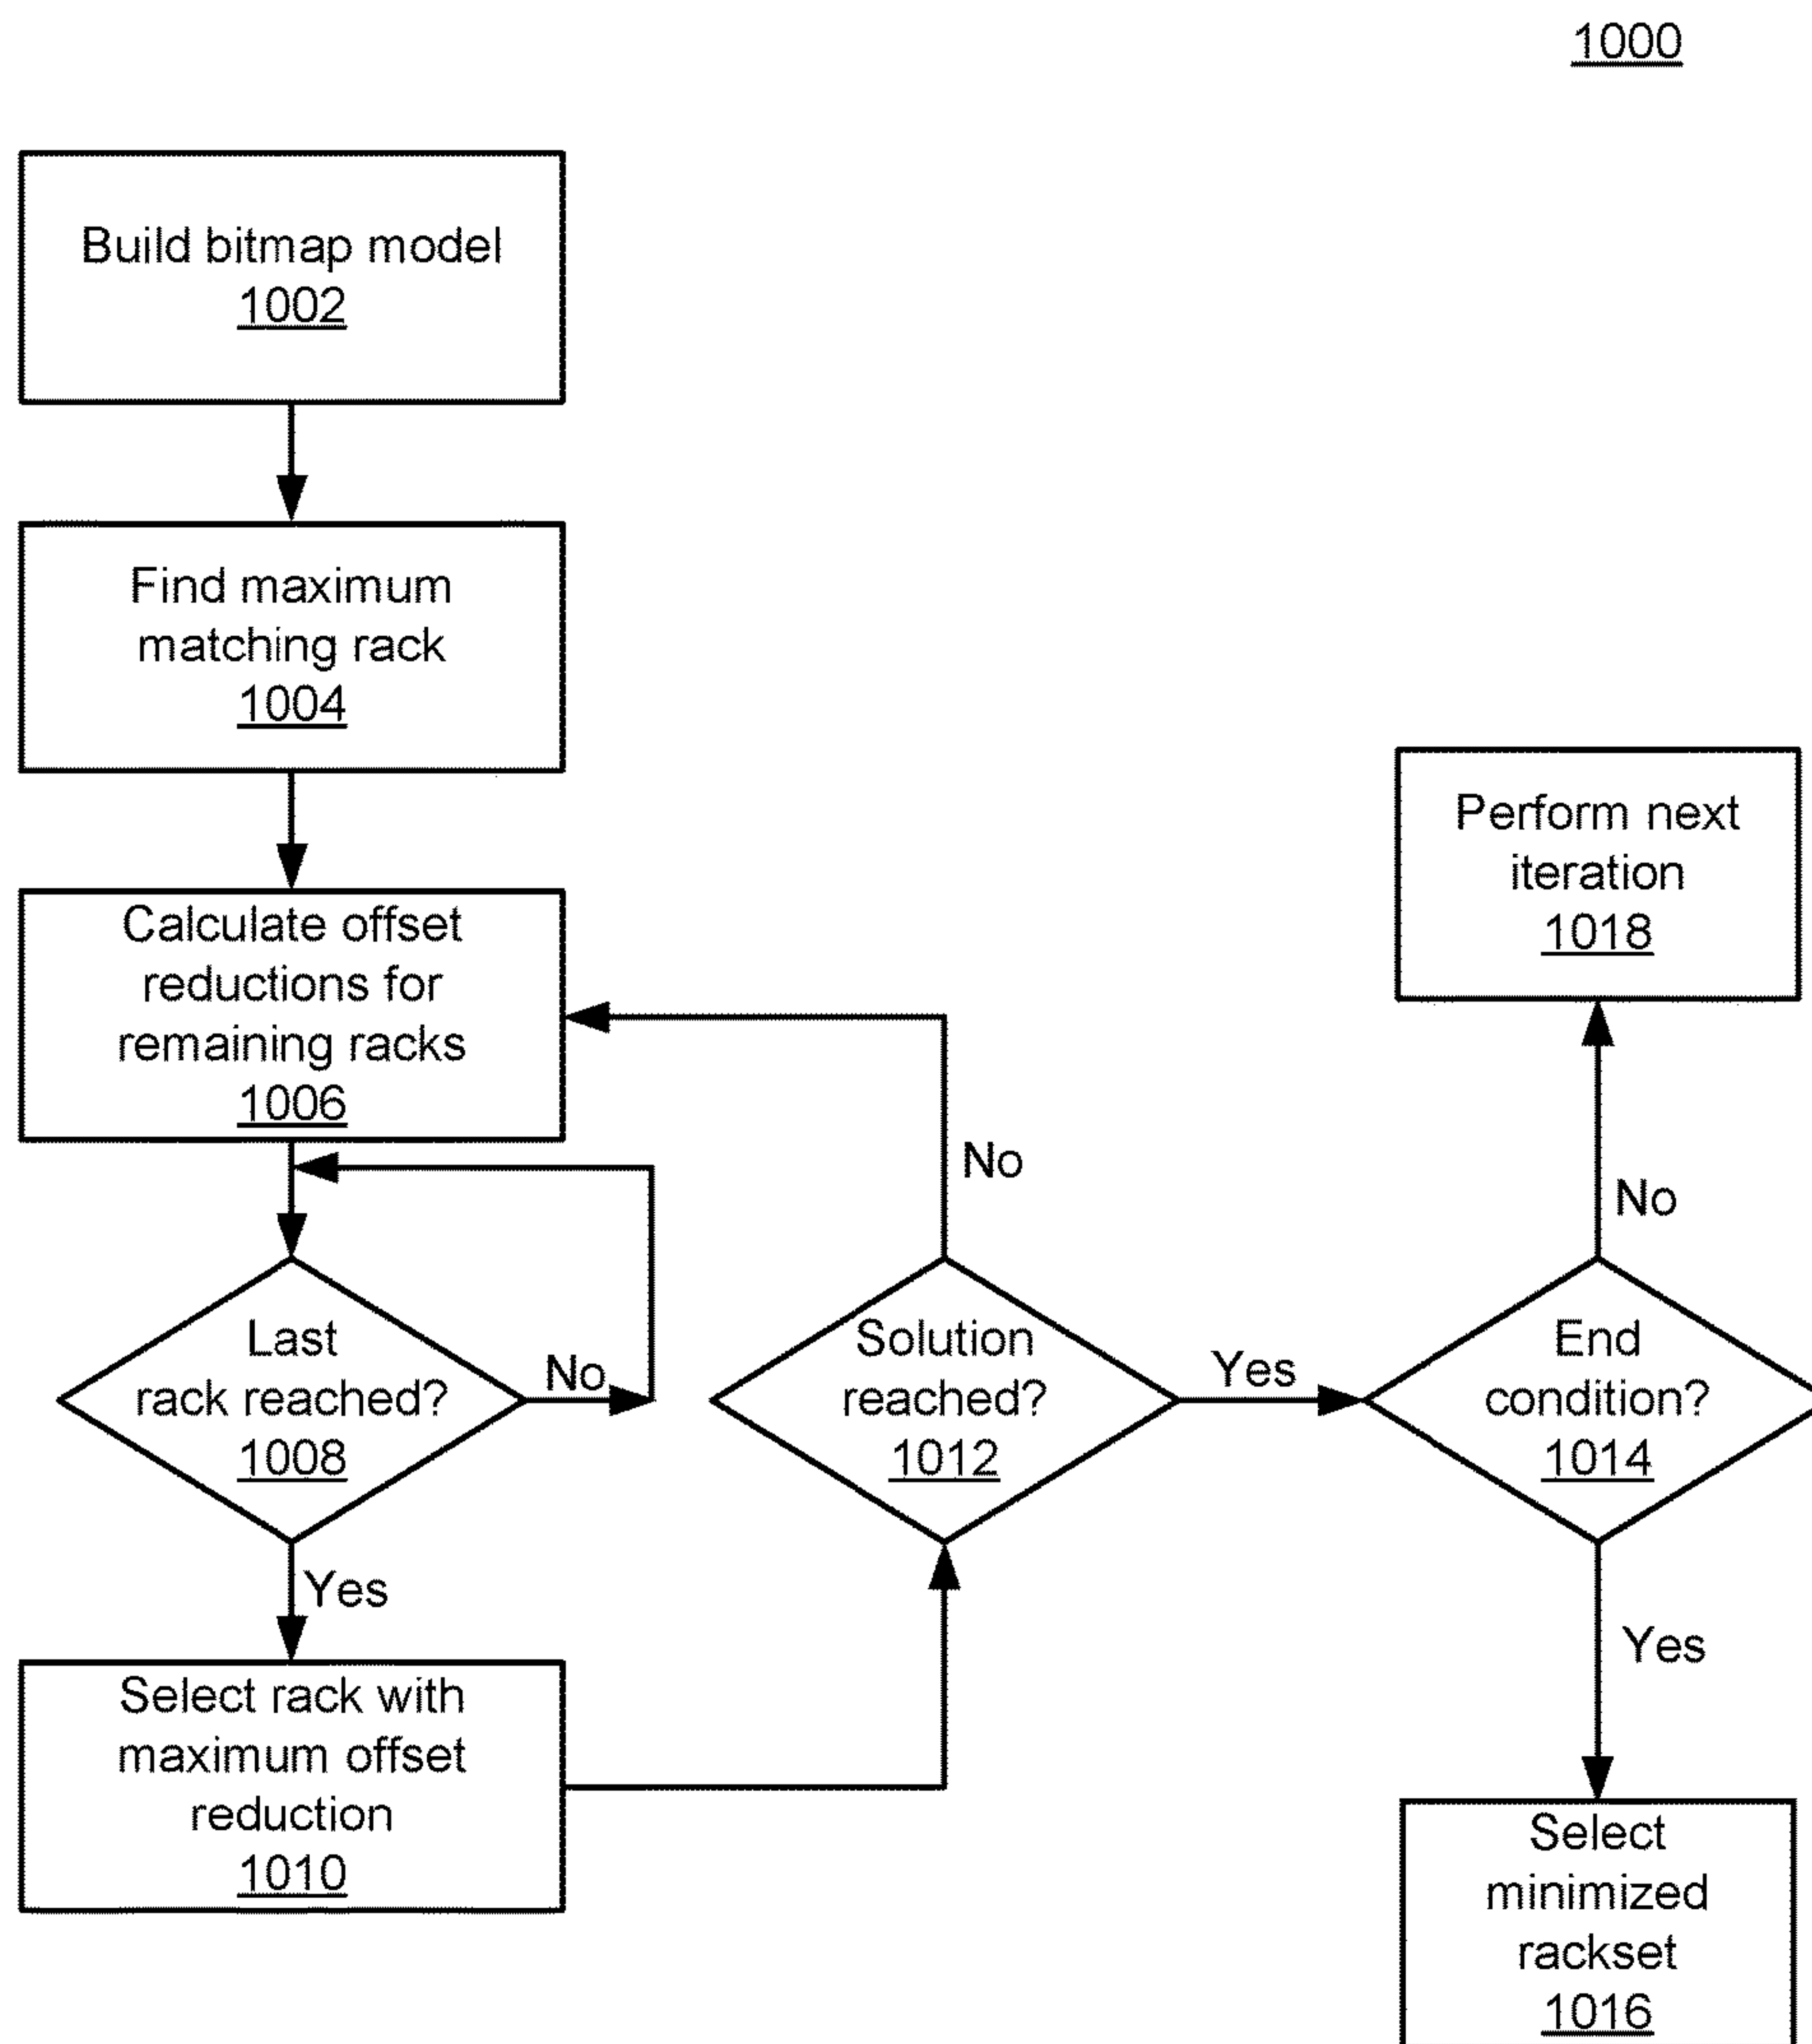 1000
Build bitmap model
1002
Find maximum
matching rack
1004
Calculate offset
reductions for
remaining racks
1006
Last
rack reached?
1008
No
Yes
Select rack with
maximum offset
reduction
1010
No
Solution
reached?
1012
Yes
Perform next
iteration
1018
No
End
condition?
1014
Yes
Select
minimized
rackset
1016